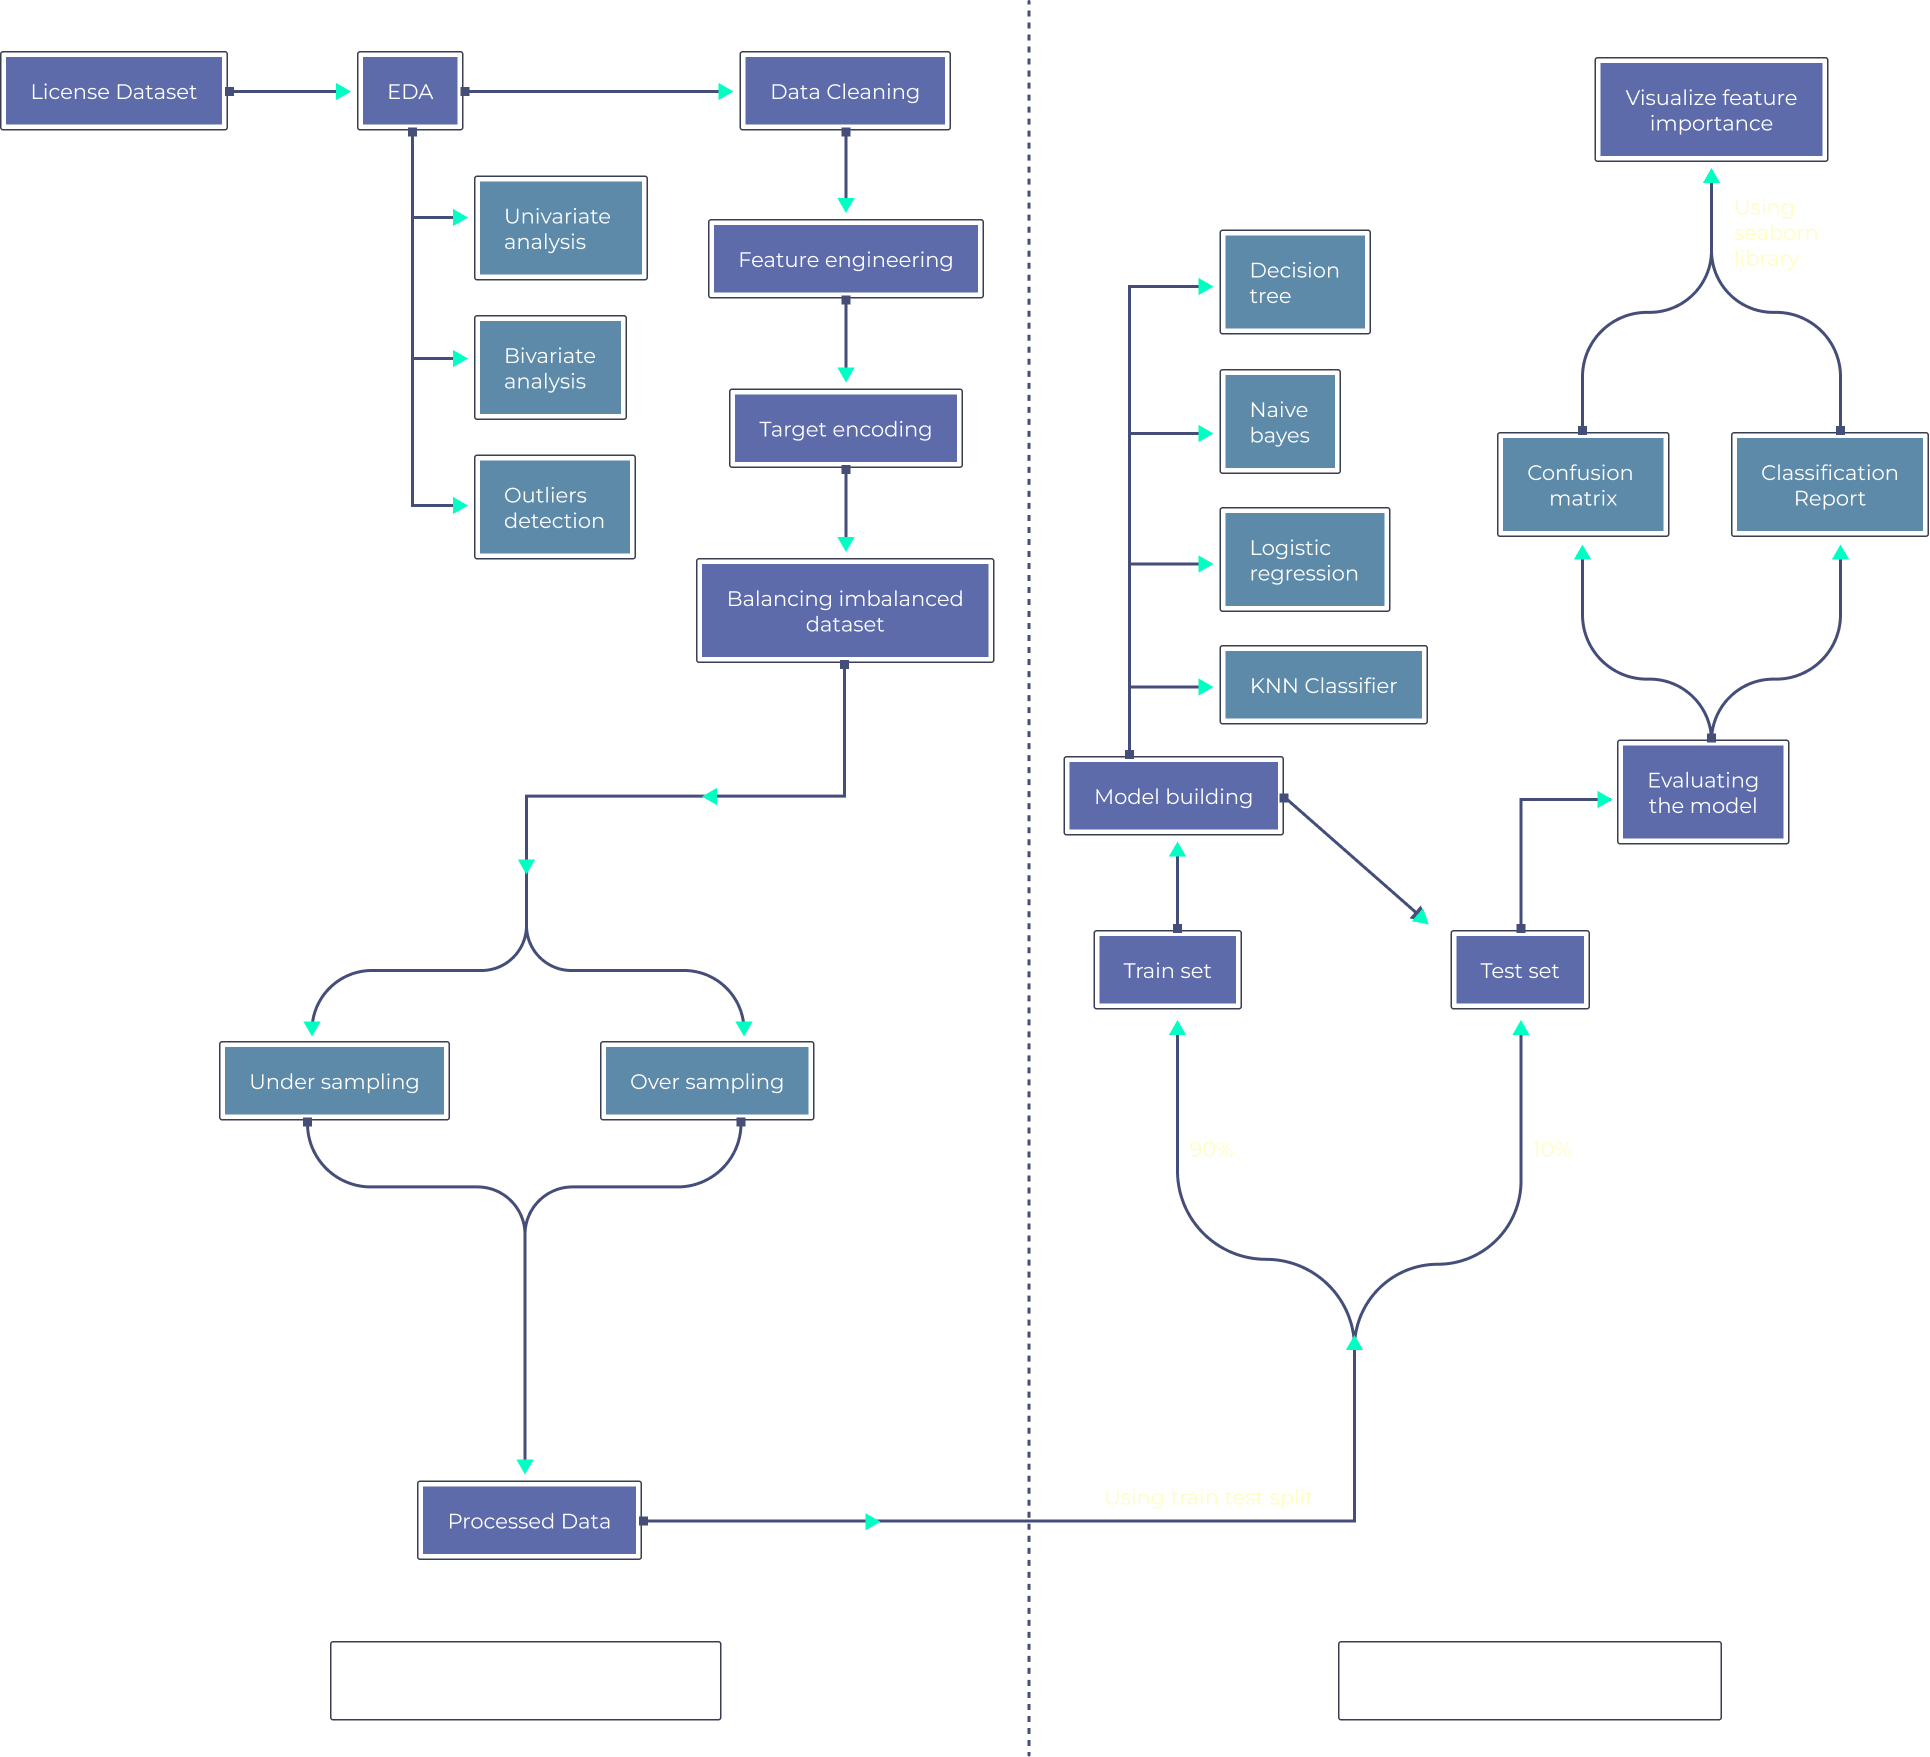 License Dataset
EDA
Data Cleaning
Univariate
analysis
Bivariate
analysis
Outliers
detection
Feature engineering
Target encoding
Balancing imbalanced
dataset
Under sampling
Over sampling
Processed Data
Using train test split
90%
10%
Train set
Test set
Model building
Decision
tree
Naive
bayes
Logistic
regression
KNN Classifier
Evaluating
the model
Confusion
matrix
Classification
Report
Using
seaborn
library
Visualize feature
importance